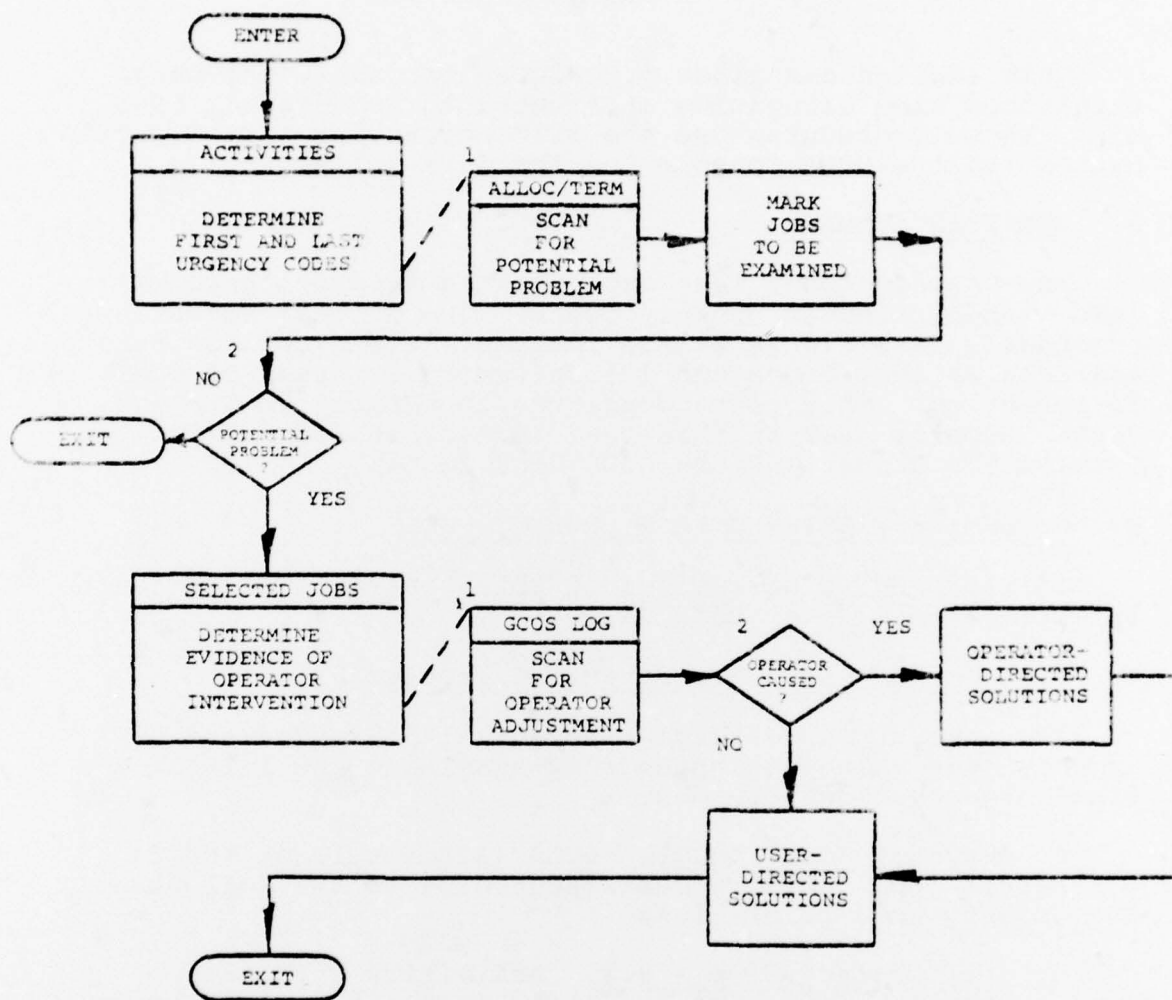 ENTER
ACTIVITIES
DETERMINE
FIRST AND LAST
URGENCY CODES
1
ALLOC/TERM
SCAN
FOR
POTENTIAL
PROBLEM
MARK
JOBS
TO BE
EXAMINED
2
NO
EXIT
POTENTIAL
PROBLEM
?
YES
SELECTED JOBS
DETERMINE
EVIDENCE OF
OPERATOR
INTERVENTION
1
GCOS LOG
SCAN
FOR
OPERATOR
ADJUSTMENT
2
OPERATOR
CAUSED
?
YES
OPERATOR-
DIRECTED
SOLUTIONS
NO
USER-
DIRECTED
SOLUTIONS
EXIT